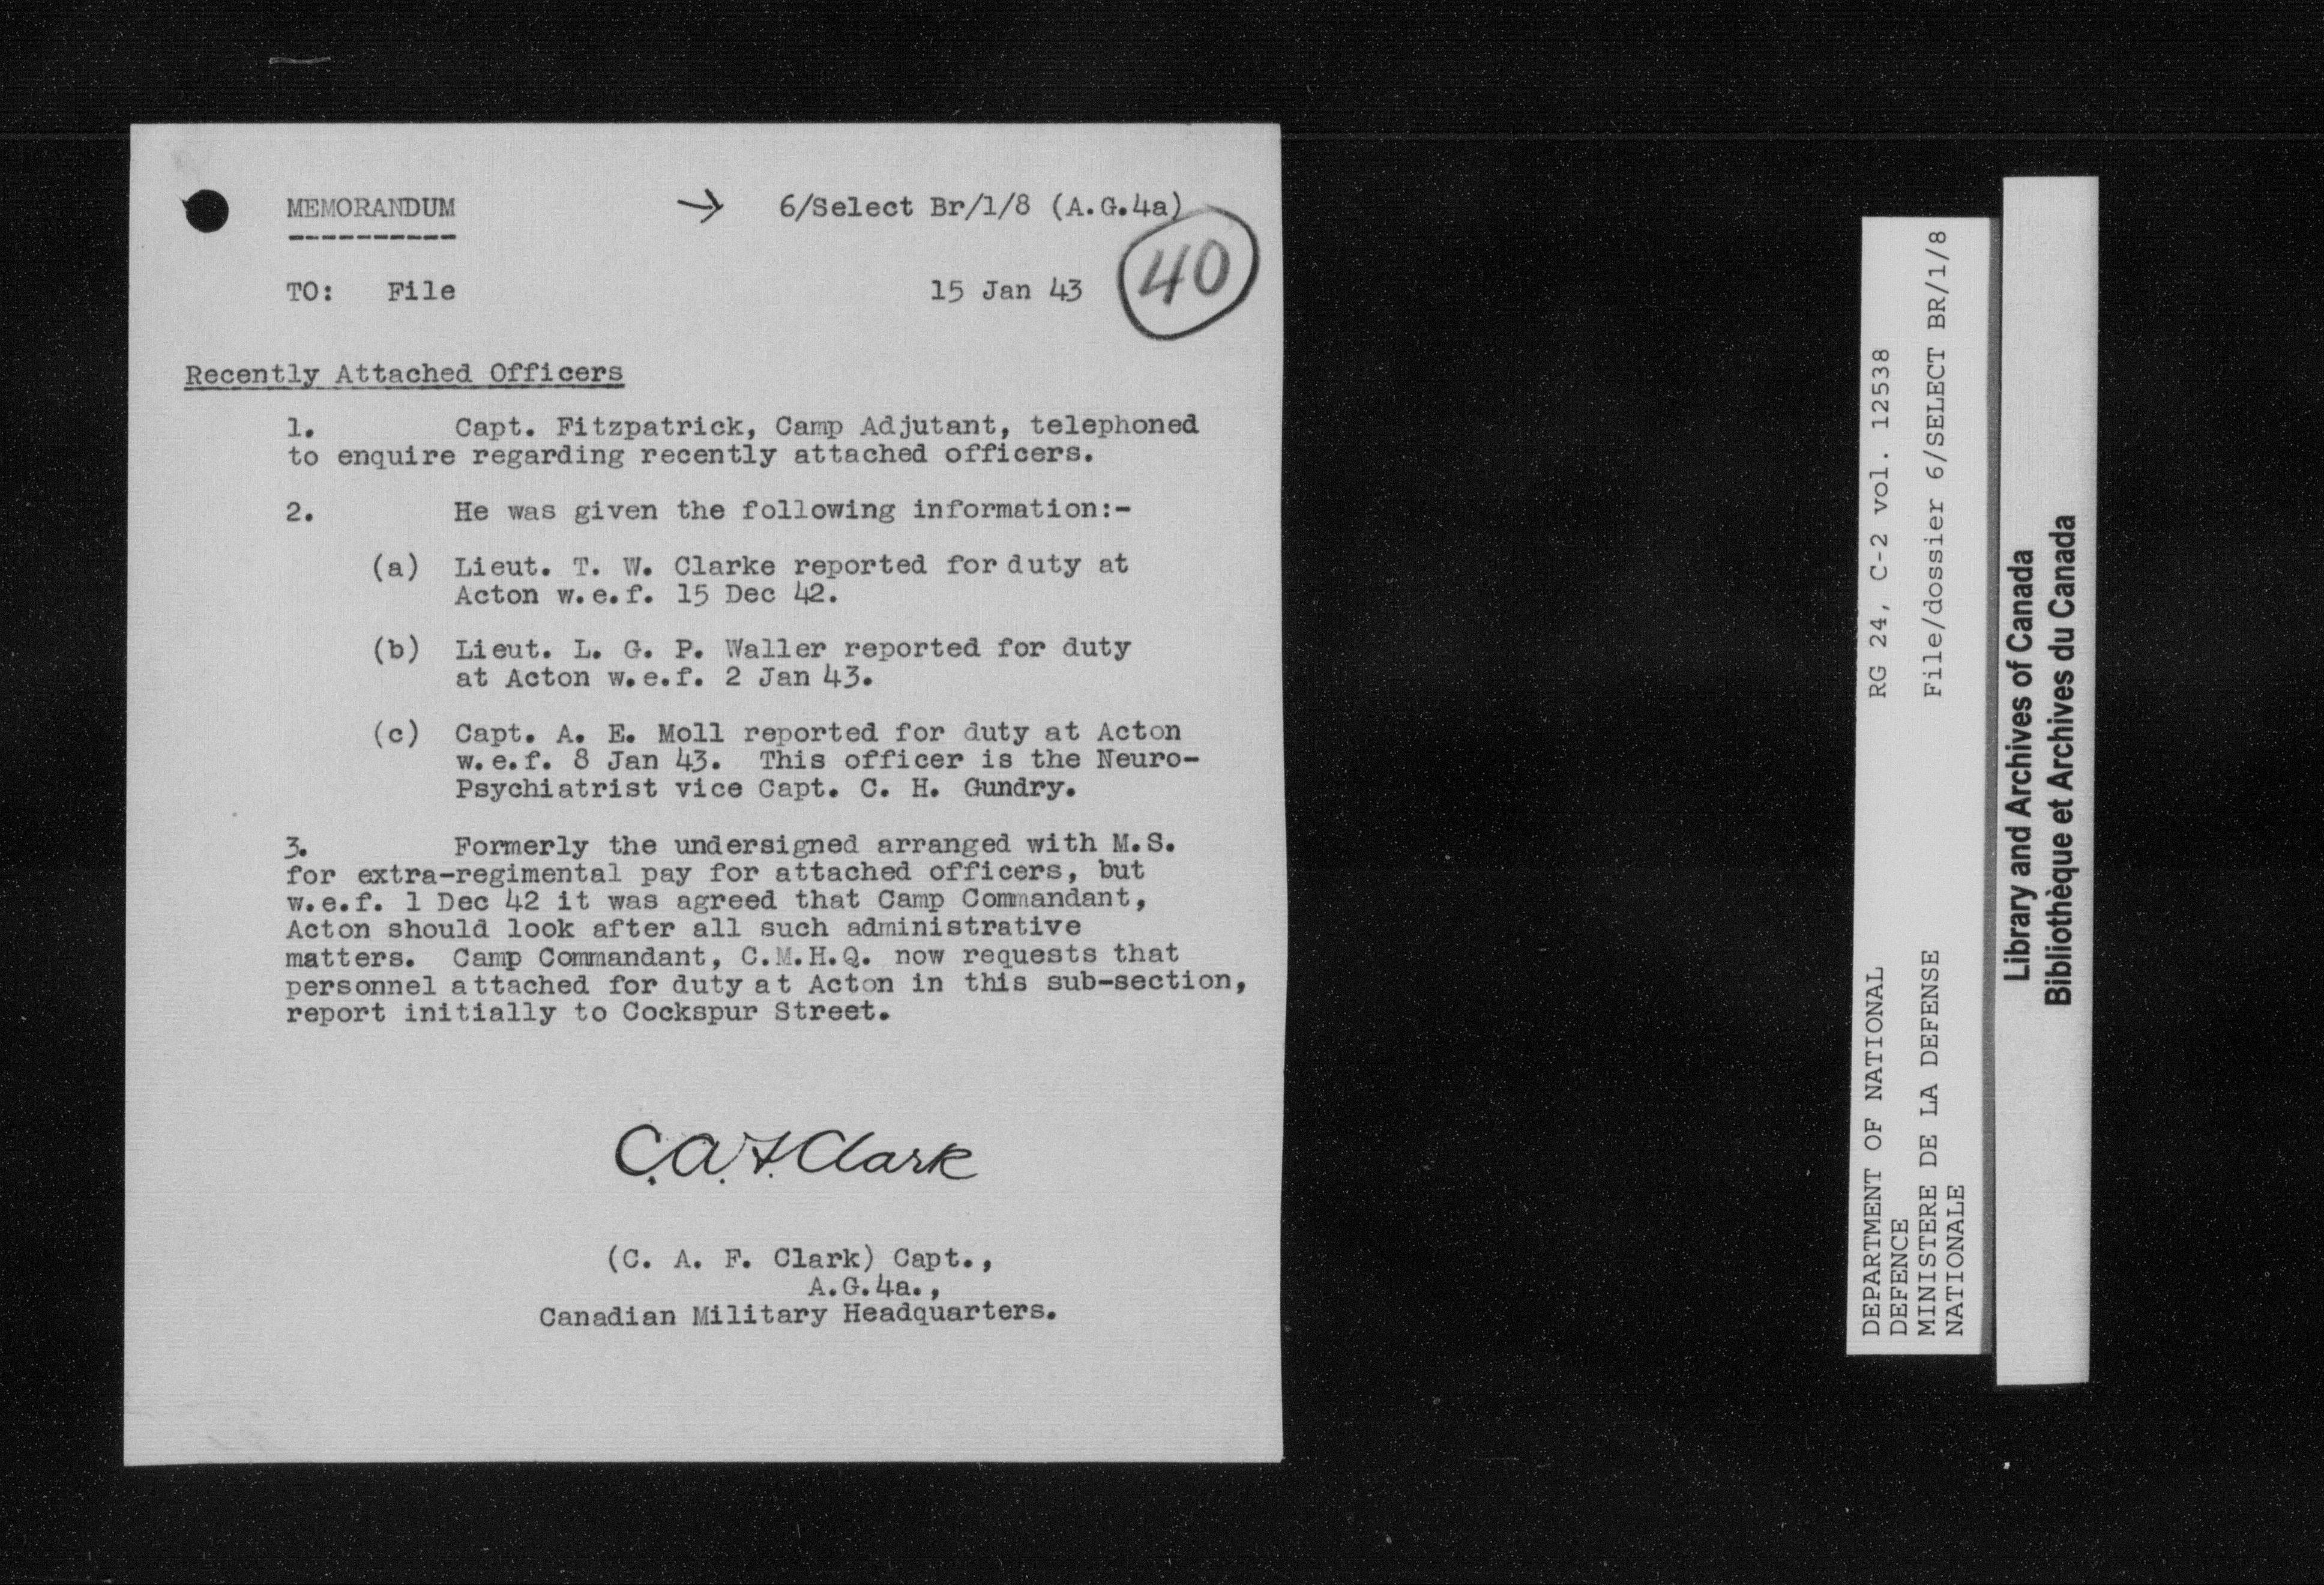 MEMORANDUM → 6/Select Br/1/8 (A.G.4a)
40
TO: File 15 Jan 43
Recently Attached Officers
1. Capt. Fitzpatrick, Camp Adjutant, telephoned
to enquire regarding recently attached officers.
2. He was given the following information:-
(a) Lieut. T. W. Clarke reported for duty at
Acton w.e.f. 15 Dec 42.
(b) Lieut. L. G. P. Waller reported for duty
at Acton w.e.f. 2 Jan 43.
(c) Capt. A. E. Moll reported for duty at Acton
w.e.f. 8 Jan 43. This officer is the Neuro-
Psychiatrist vice Capt. C. H. Gundry.
3. Formerly the undersigned arranged with M.S.
for extra-regimental pay for attached officers, but
w.e.f. 1 Dec 42 it was agreed that Camp Commandant,
Acton should look after all such administrative
matters. Camp Commandant, C.M.H.Q. now requests that
personnel attached for duty at Acton in this sub-section,
report initially to Cockspur Street.
C.A.F. Clark
(C. A. F. Clark) Capt.,
A.G.4a.,
Canadian Military Headquarters.
DEPARTMENT OF NATIONAL RG 24, C-2 vol. 12538
DEFENCE
MINISTERE DE LA DEFENSE File/dossier 6/SELECT BR/1/8
NATIONALE
Library and Archives of Canada
Bibliothèque et Archives du Canada